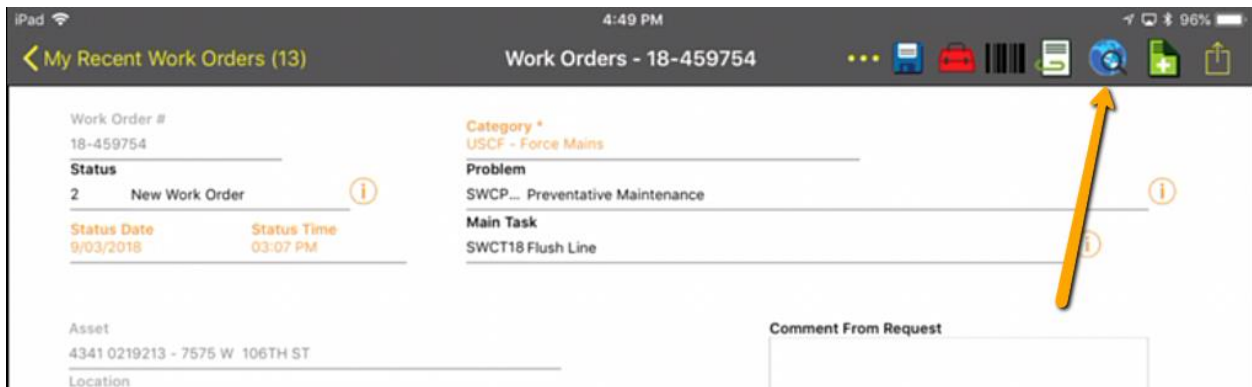 iPad 4:49 PM 96%
My Recent Work Orders (13) Work Orders - 18-459754
Work Order #
18-459754
Category *
USCF - Force Mains
Status
2 New Work Order
Problem
SWCP... Preventative Maintenance
Status Date Status Time
9/03/2018 03:07 PM
Main Task
SWCT18 Flush Line
Asset
4341 0219213 - 7575 W 106TH ST
Location
Comment From Request